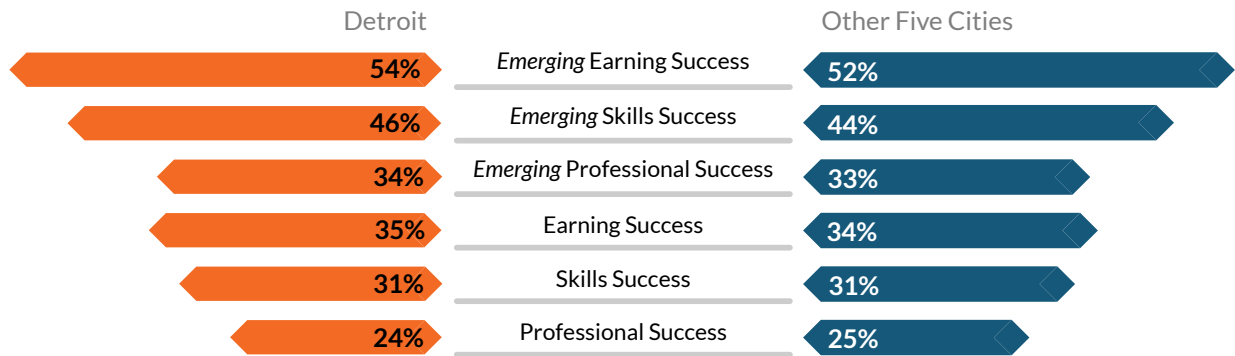 Detroit Other Five Cities
54% Emerging Earning Success 52%
46% Emerging Skills Success 44%
34% Emerging Professional Success 33%
35% Earning Success 34%
31% Skills Success 31%
24% Professional Success 25%